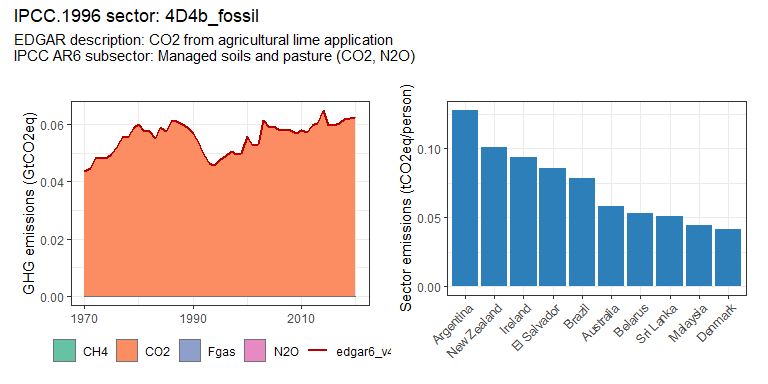 IPCC.1996 sector: 4D4b_fossil
EDGAR description: CO2 from agricultural lime application
IPCC AR6 subsector: Managed soils and pasture (CO2, N2O)
GHG emissions (GtCO2eq)
0.06
0.04
0.02
0.00
1970
1990
2010
CH4
CO2
Fgas
N2O
edgar6_v4
Sector emissions (tCO2eq/person)
0.10
0.05
0.00
Argentina
New Zealand
Ireland
El Salvador
Brazil
Australia
Belarus
Sri Lanka
Malaysia
Denmark